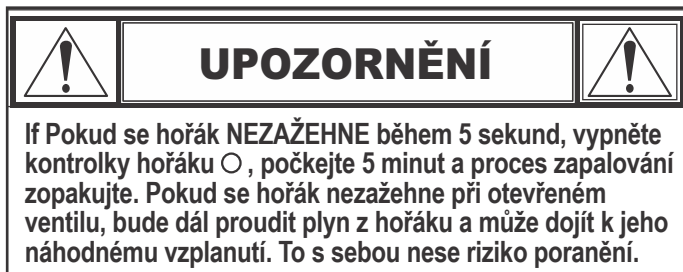 UPOZORNĚNÍ
If Pokud se hořák NEZAŽEHNE během 5 sekund, vypněte
kontrolky hořáku ○, počkejte 5 minut a proces zapalování
zopakujte. Pokud se hořák nezažehne při otevřeném
ventilu, bude dál proudit plyn z hořáku a může dojít k jeho
náhodnému vzplanutí. To s sebou nese riziko poranění.